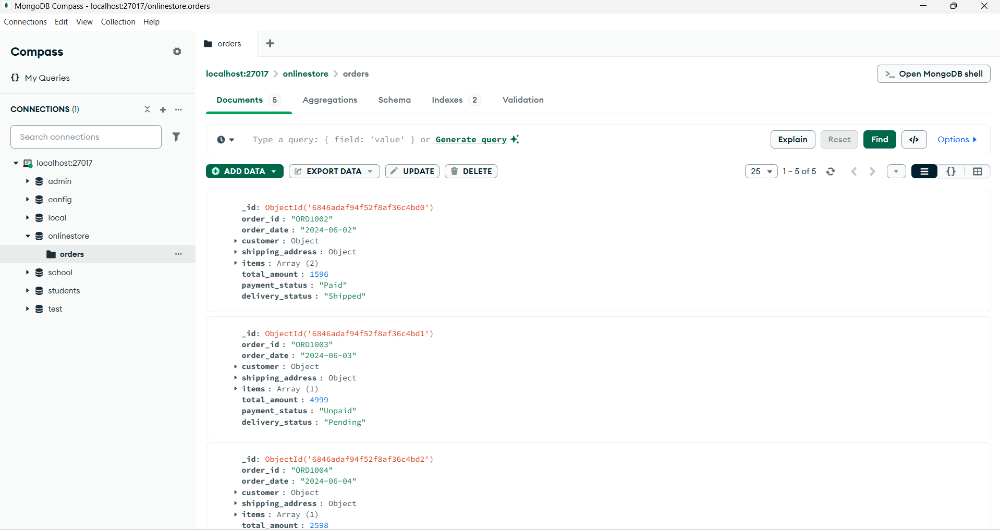 MongoDB Compass - localhost:27017/onlinestore.orders
Connections Edit View Collection Help
Compass
{} My Queries
CONNECTIONS (1)
Search connections
localhost:27017
admin
config
local
onlinestore
orders
school
students
test
orders
localhost:27017 > onlinestore > orders
>_ Open MongoDB shell
Documents 5 Aggregations Schema Indexes 2 Validation
Type a query: { field: 'value' } or Generate query
Explain Reset Find </> Options
ADD DATA EXPORT DATA UPDATE DELETE
25 1 – 5 of 5 {}
_id: ObjectId('6846adaf94f52f8af36c4bd0')
order_id : "ORD1002"
order_date : "2024-06-02"
customer : Object
shipping_address : Object
items : Array (2)
total_amount : 1596
payment_status : "Paid"
delivery_status : "Shipped"
_id: ObjectId('6846adaf94f52f8af36c4bd1')
order_id : "ORD1003"
order_date : "2024-06-03"
customer : Object
shipping_address : Object
items : Array (1)
total_amount : 4999
payment_status : "Unpaid"
delivery_status : "Pending"
_id: ObjectId('6846adaf94f52f8af36c4bd2')
order_id : "ORD1004"
order_date : "2024-06-04"
customer : Object
shipping_address : Object
items : Array (1)
total_amount : 2598